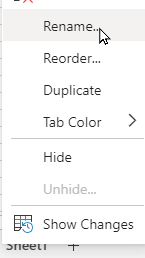 Rename...
Reorder...
Duplicate
Tab Color
Hide
Unhide...
Show Changes
Sheet1